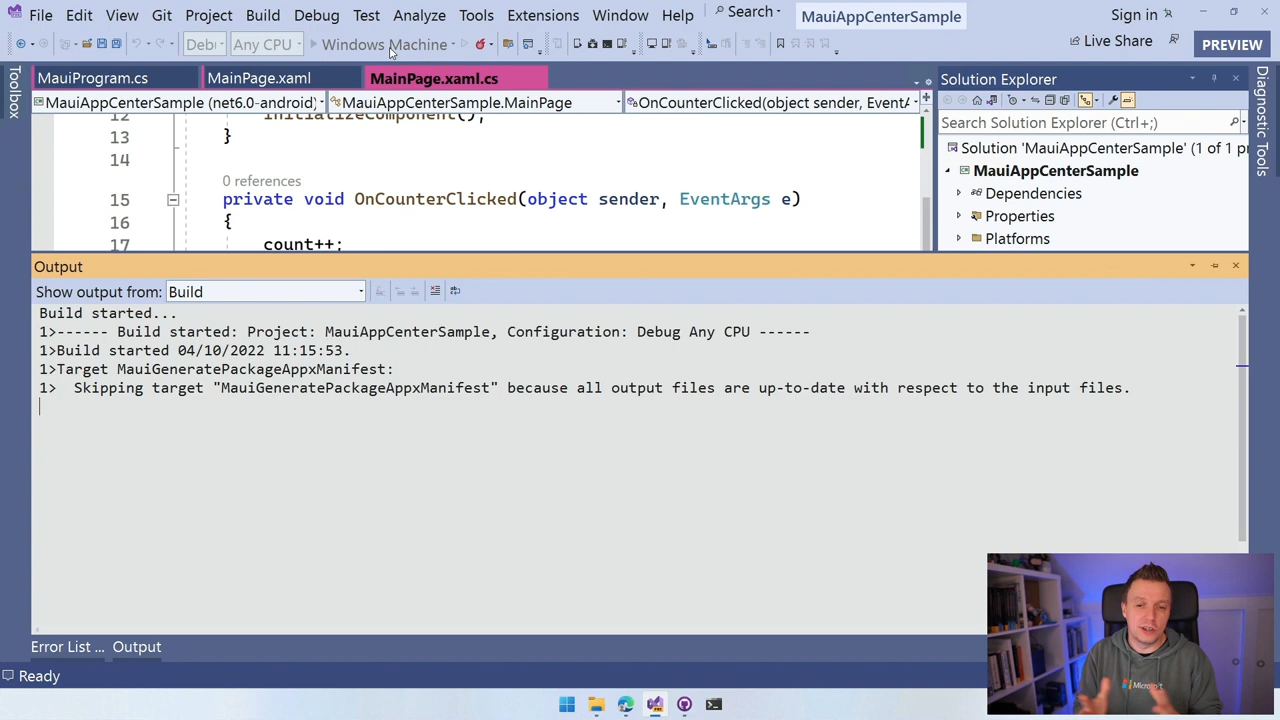 File Edit View Git Project Build Debug Test Analyze Tools Extensions Window Help Search MauiAppCenterSample Sign in
Debu Any CPU Windows Machine Live Share PREVIEW
Toolbox
MauiProgram.cs MainPage.xaml MainPage.xaml.cs
MauiAppCenterSample (net6.0-android) MauiAppCenterSample.MainPage OnCounterClicked(object sender, EventA
12 InitializeComponent();
13 }
14
0 references
15 private void OnCounterClicked(object sender, EventArgs e)
16 {
17 count++;
Solution Explorer
Search Solution Explorer (Ctrl+;)
Solution 'MauiAppCenterSample' (1 of 1 pr
MauiAppCenterSample
Dependencies
Properties
Platforms
Diagnostic Tools
Output
Show output from: Build
Build started...
1>------ Build started: Project: MauiAppCenterSample, Configuration: Debug Any CPU ------
1>Build started 04/10/2022 11:15:53.
1>Target MauiGeneratePackageAppxManifest:
1>  Skipping target "MauiGeneratePackageAppxManifest" because all output files are up-to-date with respect to the input files.
Error List ... Output
Ready
Microsoft